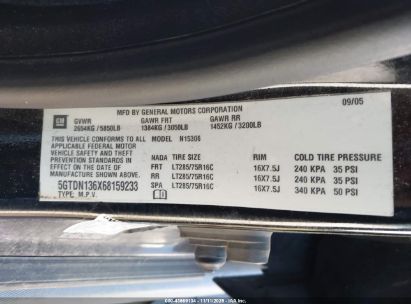 MFD BY GENERAL MOTORS CORPORATION 09/05
GM GVWR GAWR FRT GAWR RR
2654KG / 5850LB 1384KG / 3050LB 1452KG / 3200LB
THIS VEHICLE CONFORMS TO ALL N15306
APPLICABLE FEDERAL MOTOR
VEHICLE SAFETY AND THEFT
PREVENTION STANDARDS IN
EFFECT ON THE DATE OF
MANUFACTURE SHOWN ABOVE.
5GTDN136X68159233
TYPE: M.P.V.
NADA TIRE SIZE RIM COLD TIRE PRESSURE
FRT LT285/75R16C 16X7.5J 240 KPA 35 PSI
RR LT285/75R16C 16X7.5J 240 KPA 35 PSI
SPA LT285/75R16C 16X7.5J 340 KPA 50 PSI